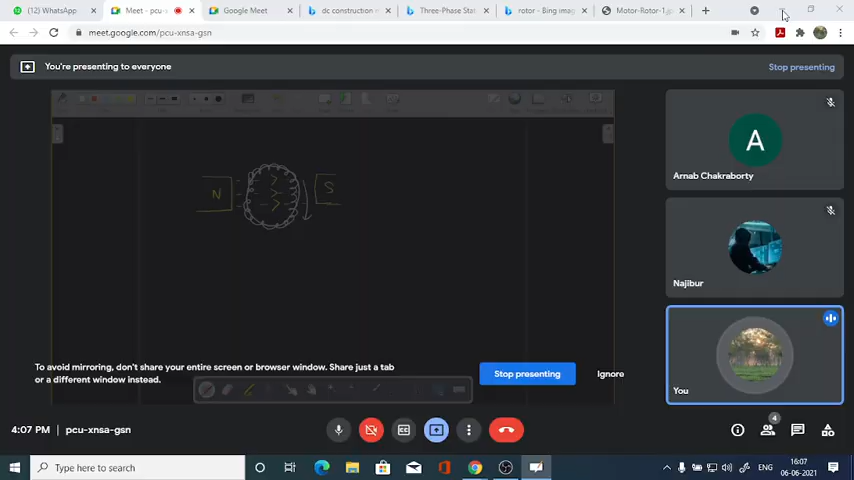 (12) WhatsApp
Meet - pcu-x
Google Meet
dc construction m
Three-Phase Stat
rotor - Bing imag
Motor-Rotor-1.jp
meet.google.com/pcu-xnsa-gsn
You're presenting to everyone
Stop presenting
N
S
A
Arnab Chakraborty
Najibur
You
To avoid mirroring, don't share your entire screen or browser window. Share just a tab
or a different window instead.
Stop presenting
Ignore
4:07 PM
pcu-xnsa-gsn
4
Type here to search
ENG
16:07
06-06-2021